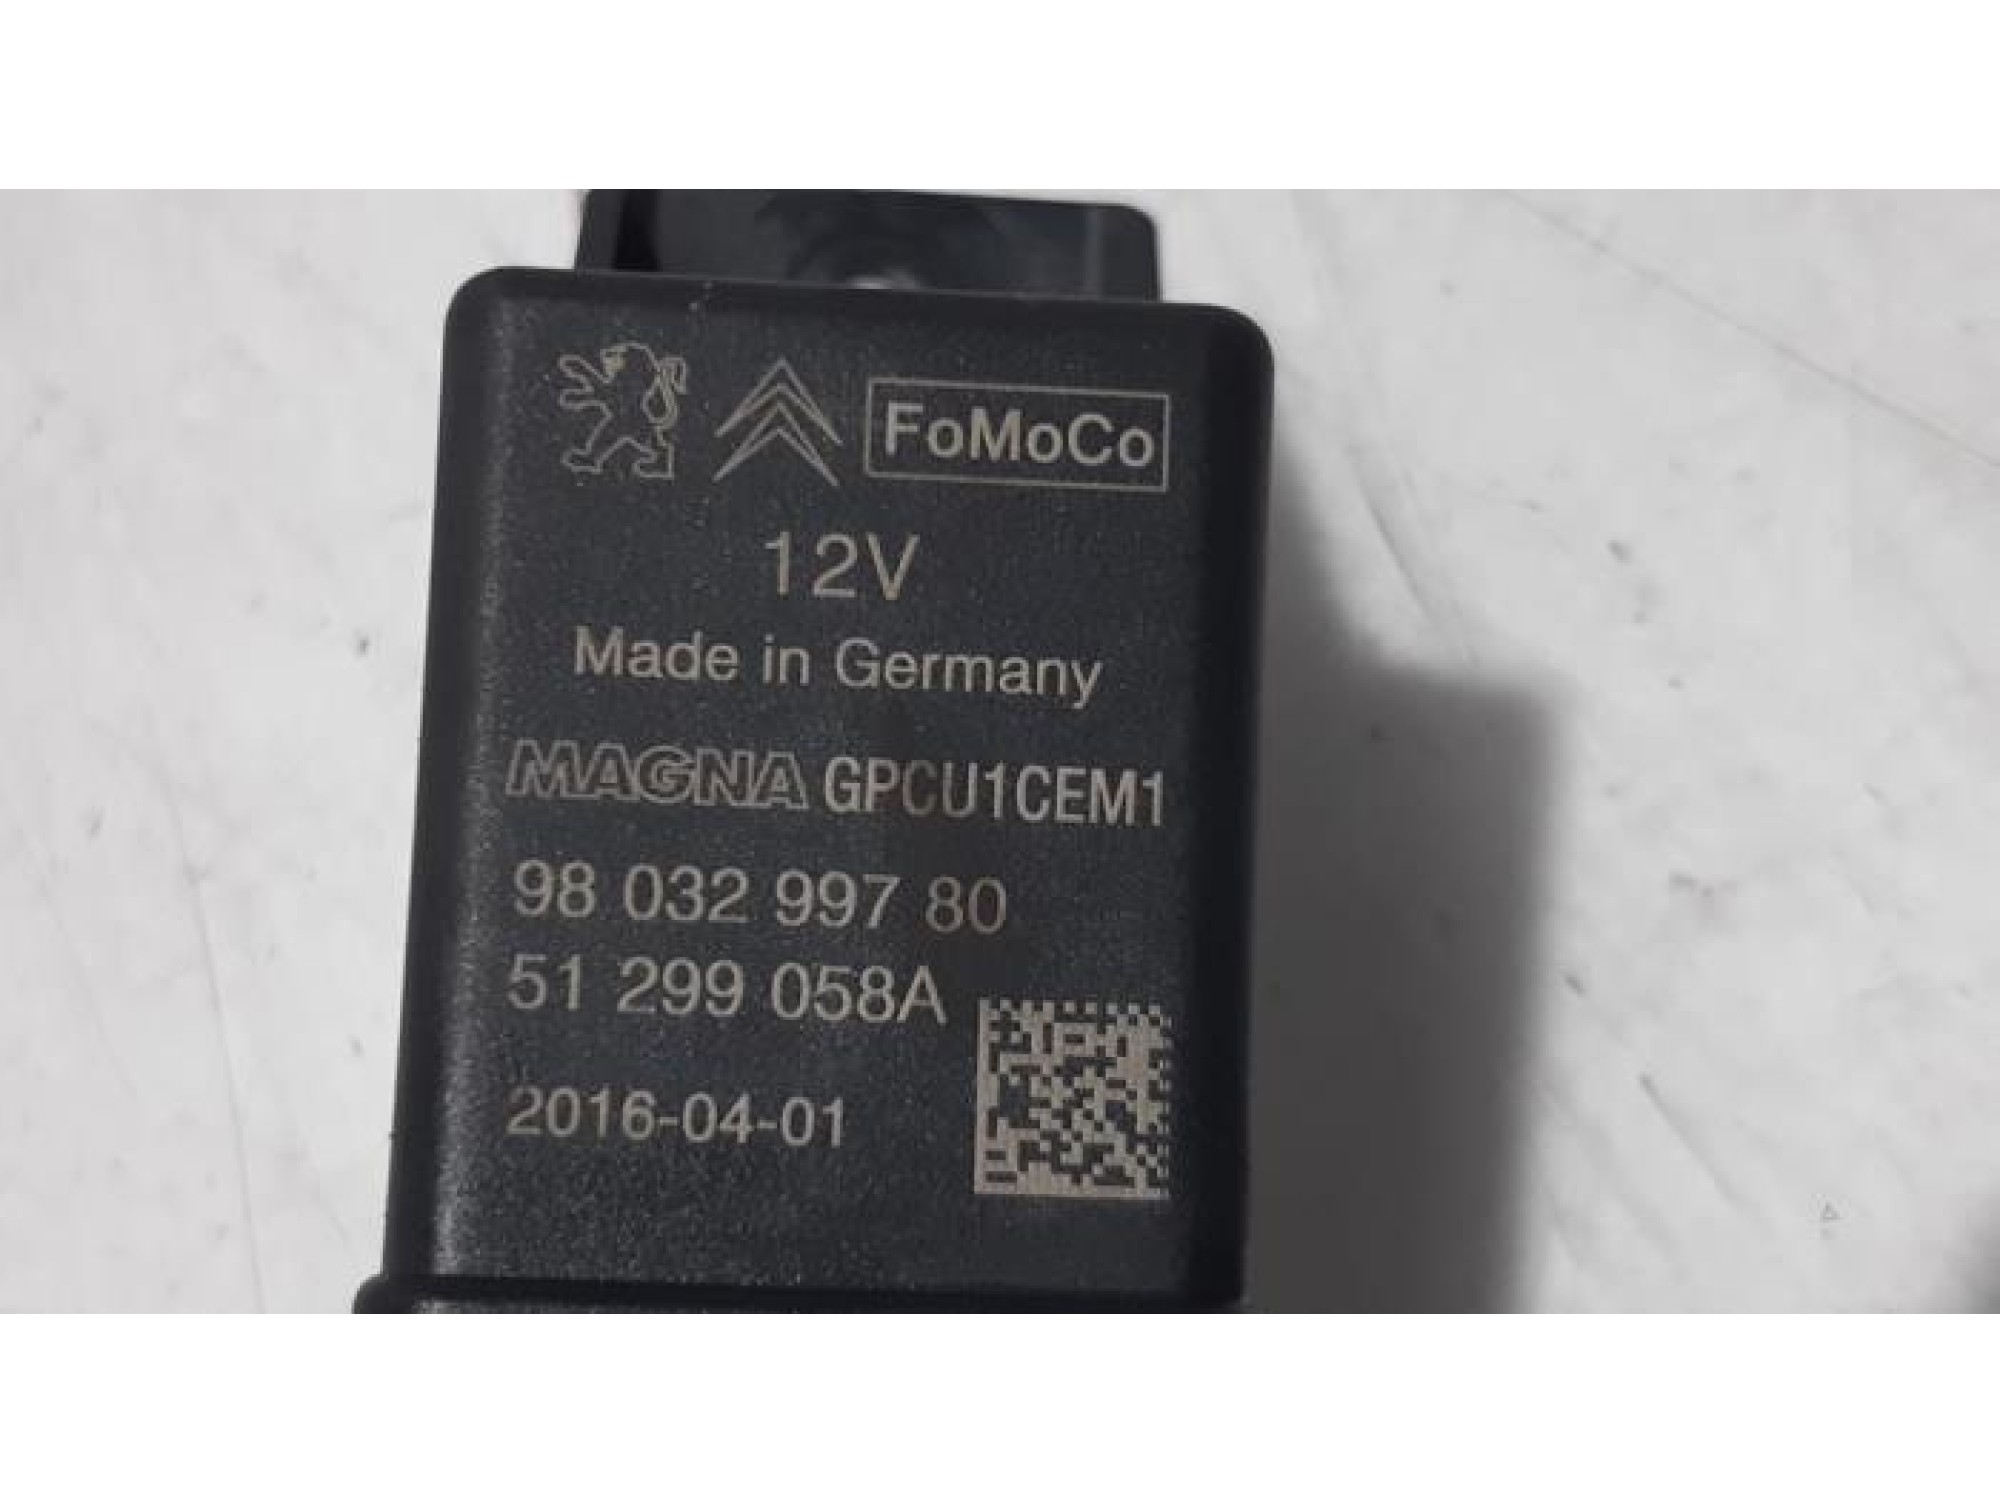 FoMoCo
12V
Made in Germany
MAGNA GPCU1CEM1
98 032 997 80
51 299 058A
2016-04-01